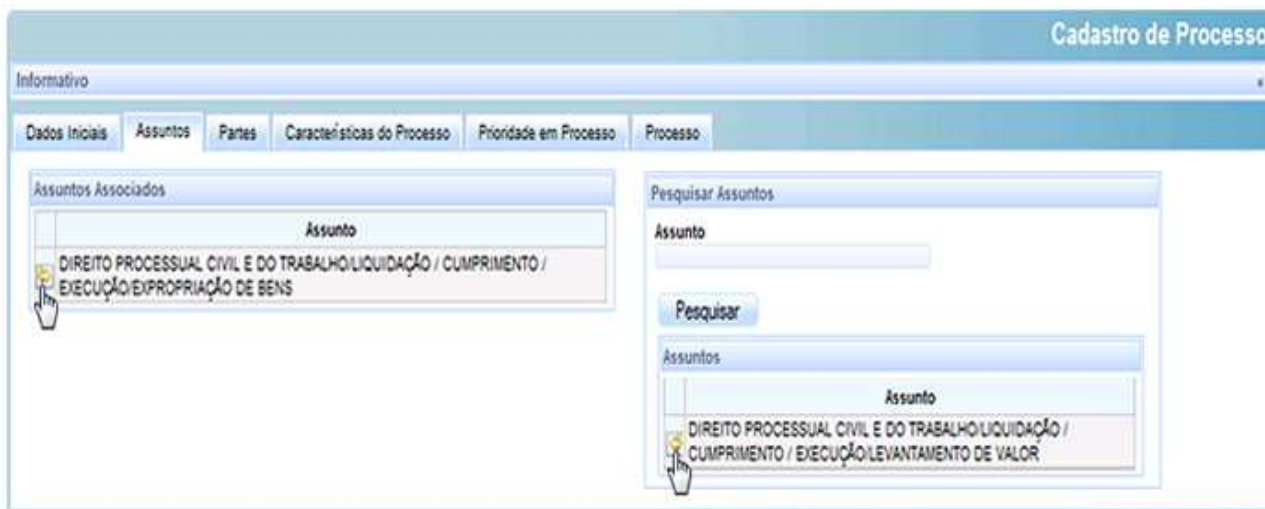 Cadastro de Processo
Informativo
Dados Iniciais
Assuntos
Partes
Características do Processo
Prioridade em Processo
Processo
Assuntos Associados
Assunto
DIREITO PROCESSUAL CIVIL E DO TRABALHO/LIQUIDAÇÃO / CUMPRIMENTO /
EXECUÇÃO/EXPROPRIAÇÃO DE BENS
Pesquisar Assuntos
Assunto
Pesquisar
Assuntos
Assunto
DIREITO PROCESSUAL CIVIL E DO TRABALHO/LIQUIDAÇÃO /
CUMPRIMENTO / EXECUÇÃO/LEVANTAMENTO DE VALOR